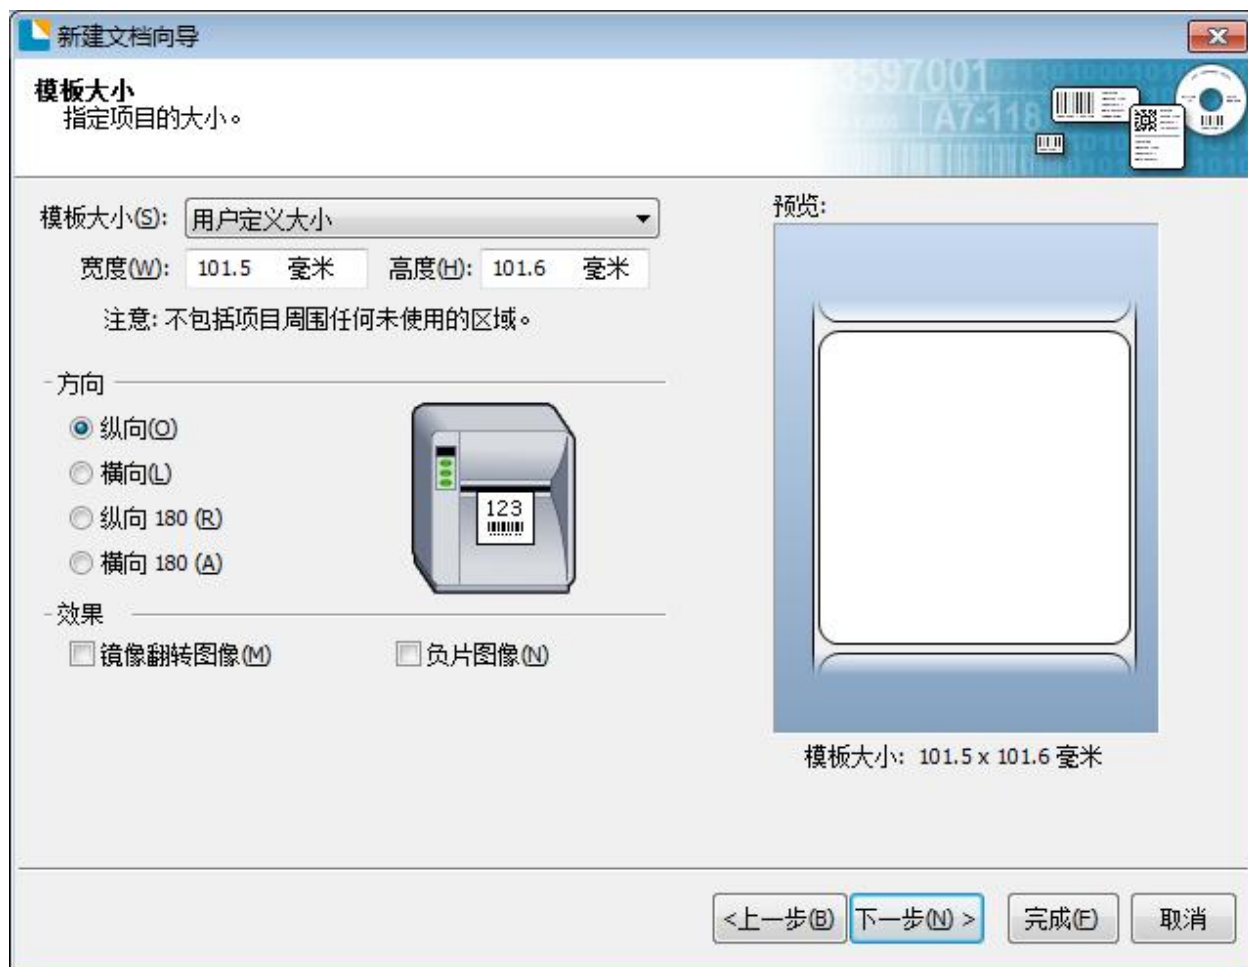 新建文档向导
模板大小
指定项目的大小。
3597001
A7-118
模板大小(S): 用户定义大小
预览:
宽度(W): 101.5 毫米 高度(H): 101.6 毫米
注意: 不包括项目周围任何未使用的区域。
方向
纵向(O)
横向(L)
纵向 180 (R)
横向 180 (A)
123
效果
镜像翻转图像(M) 负片图像(N)
模板大小: 101.5 x 101.6 毫米
<上一步(B) 下一步(N) > 完成(F) 取消